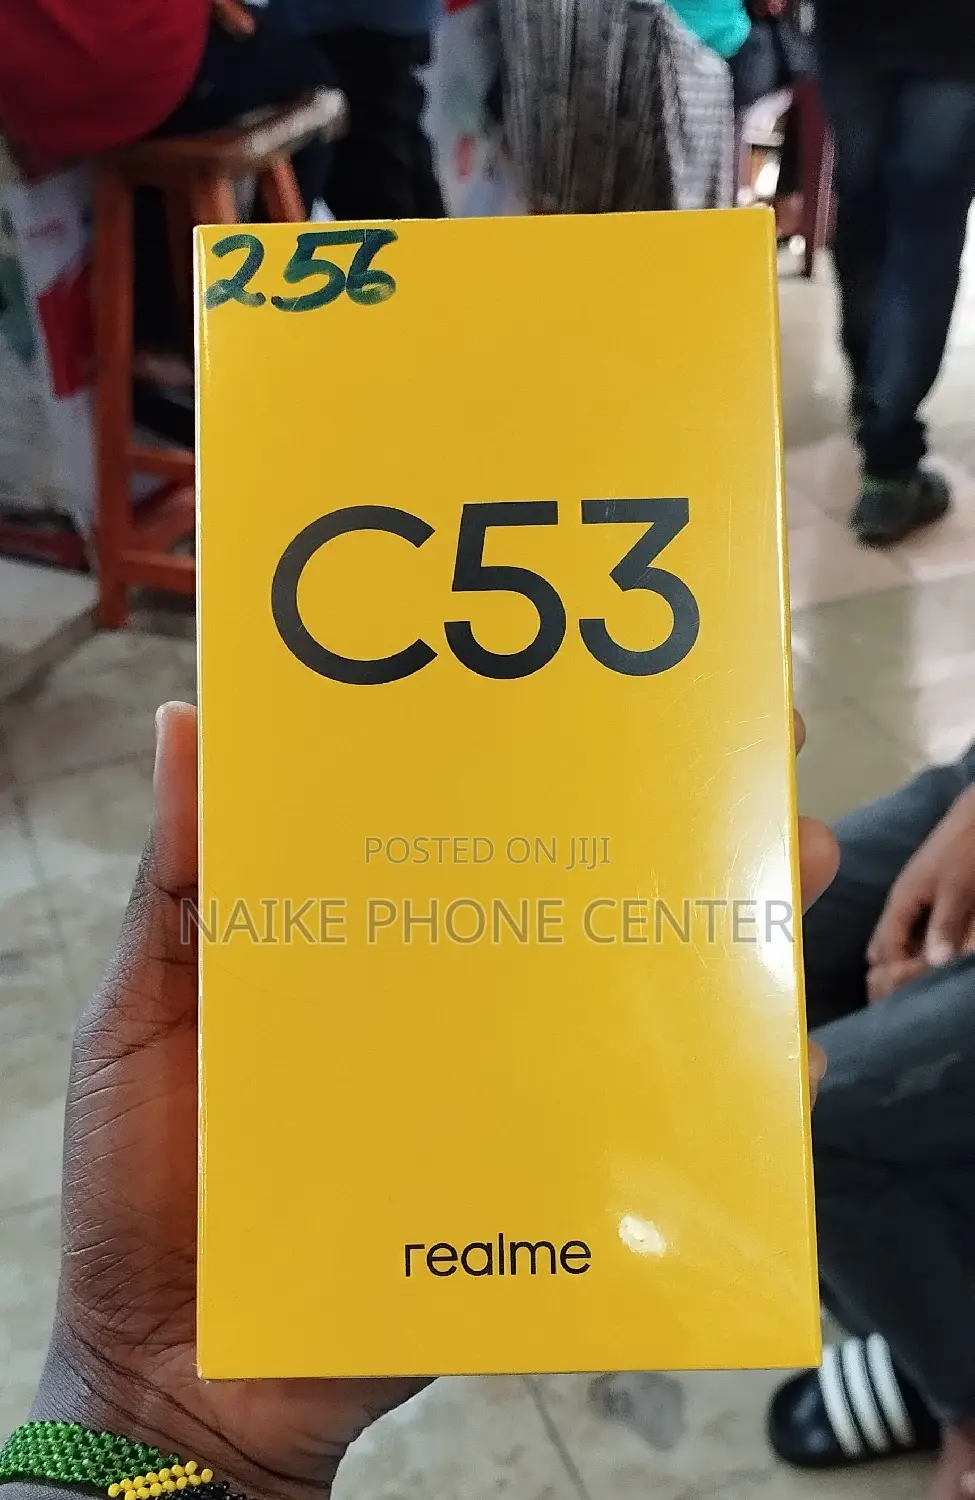 256
C53
POSTED ON JIJI
NAIKE PHONE CENTER
realme